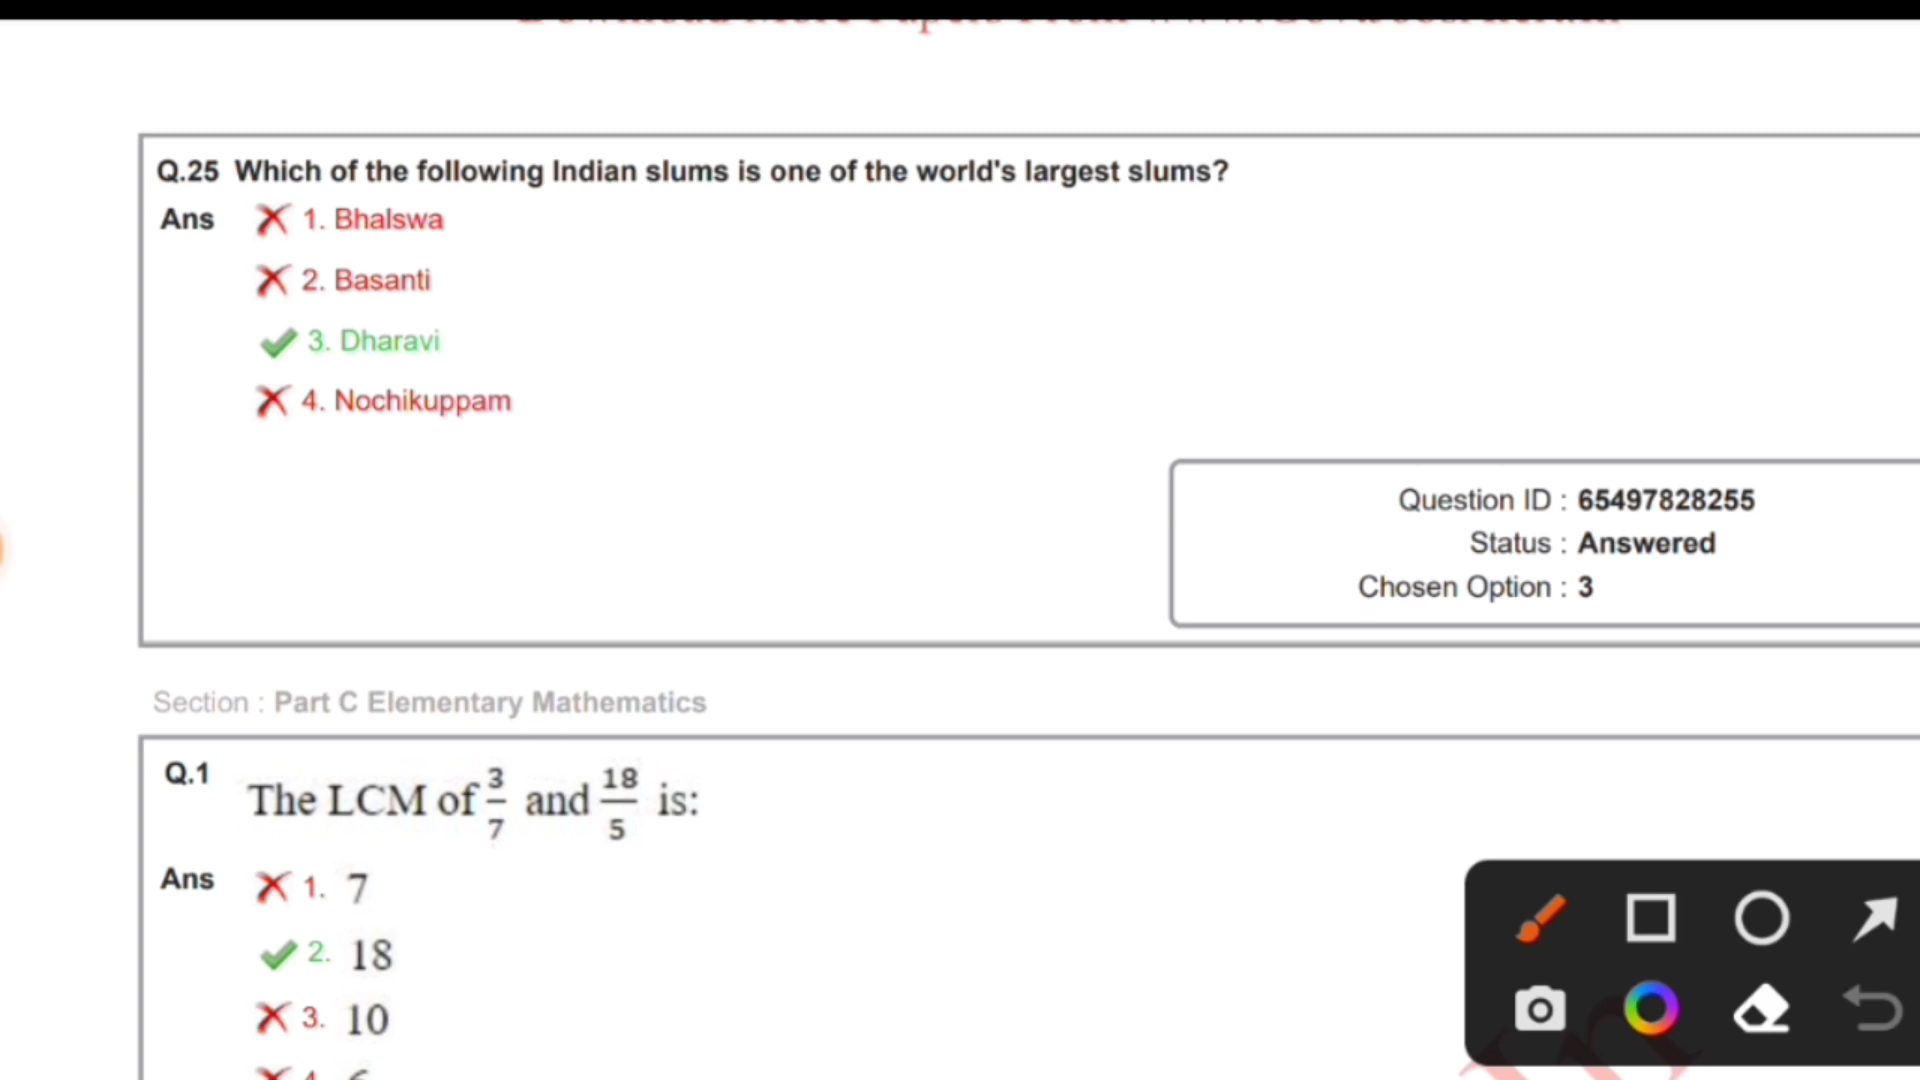 Q.25 Which of the following Indian slums is one of the world's largest slums?
Ans 1. Bhalswa
2. Basanti
3. Dharavi
4. Nochikuppam
Question ID : 65497828255
Status : Answered
Chosen Option : 3
Section : Part C Elementary Mathematics
Q.1 The LCM of 3/7 and 18/5 is:
Ans 1. 7
2. 18
3. 10